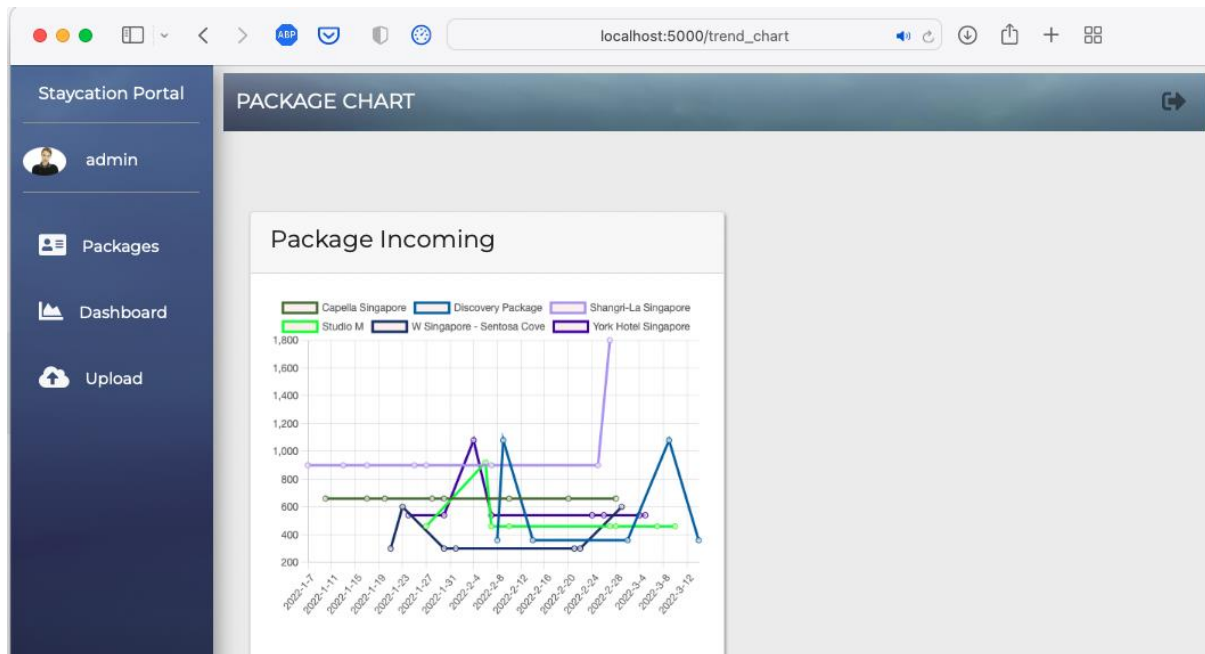 ABP
localhost:5000/trend_chart
Staycation Portal
PACKAGE CHART
admin
Packages
Dashboard
Upload
Package Incoming
Capella Singapore Discovery Package Shangri-La Singapore
Studio M W Singapore - Sentosa Cove York Hotel Singapore
1,800
1,600
1,400
1,200
1,000
800
600
400
200
2022-1-7 2022-1-11 2022-1-15 2022-1-19 2022-1-23 2022-1-27 2022-1-31 2022-2-4 2022-2-8 2022-2-12 2022-2-16 2022-2-20 2022-2-24 2022-2-28 2022-3-4 2022-3-8 2022-3-12